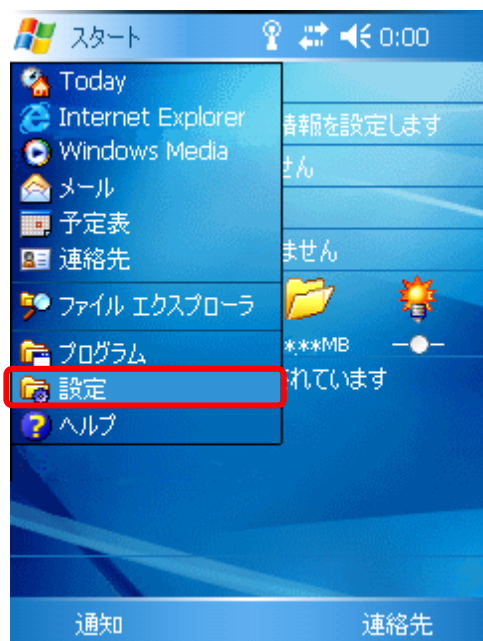 スタート 0:00
Today
Internet Explorer
Windows Media
メール
予定表
連絡先
ファイル エクスプローラ
プログラム
設定
ヘルプ
報を設定します
せん
ません
***MB
れています
通知 連絡先